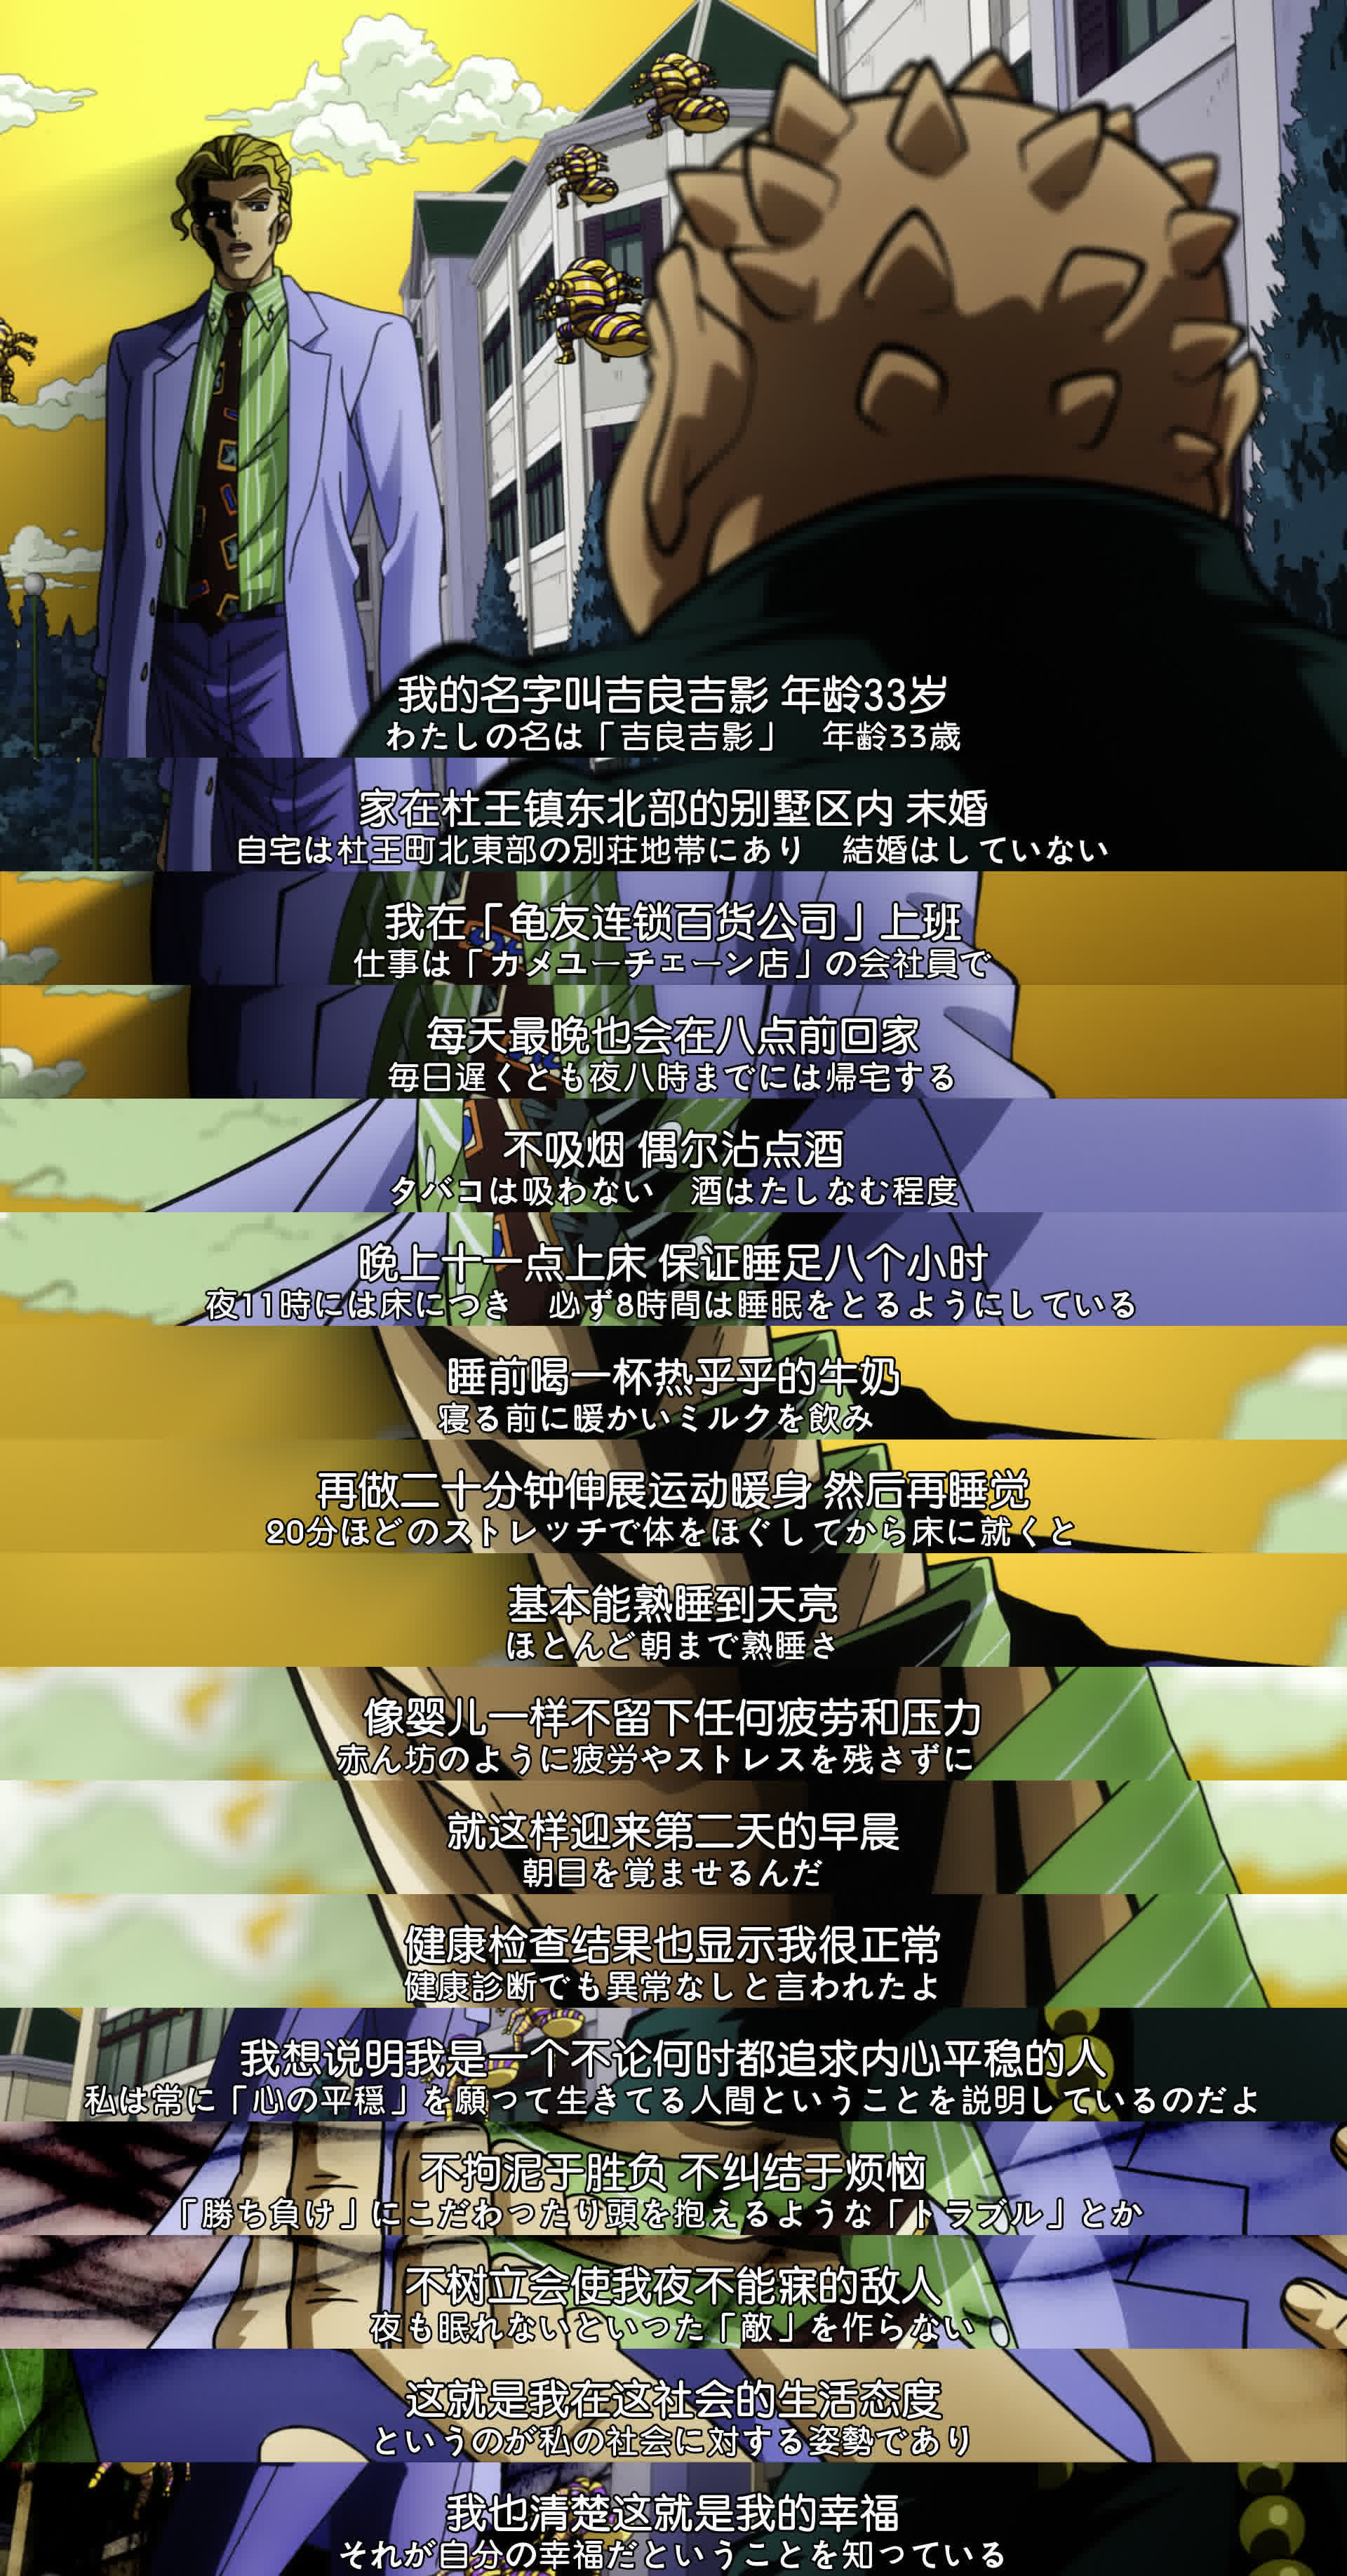 我的名字叫吉良吉影 年龄33岁
わたしの名は「吉良吉影」　年齢33歳
家在杜王镇东北部的别墅区内 未婚
自宅は杜王町北東部の別荘地帯にあり　結婚はしていない
我在「龟友连锁百货公司」上班
仕事は「カメユーチェーン店」の会社員で
每天最晚也会在八点前回家
毎日遅くとも夜八時までには帰宅する
不吸烟 偶尔沾点酒
タバコは吸わない　酒はたしなむ程度
晚上十一点上床 保证睡足八个小时
夜11時には床につき　必ず8時間は睡眠をとるようにしている
睡前喝一杯热乎乎的牛奶
寝る前に暖かいミルクを飲み
再做二十分钟伸展运动暖身 然后再睡觉
20分ほどのストレッチで体をほぐしてから床に就くと
基本能熟睡到天亮
ほとんど朝まで熟睡さ
像婴儿一样不留下任何疲劳和压力
赤ん坊のように疲労やストレスを残さずに
就这样迎来第二天的早晨
朝目を覚ませるんだ
健康检查结果也显示我很正常
健康診断でも異常なしと言われたよ
我想说明我是一个不论何时都追求内心平稳的人
私は常に「心の平穏」を願って生きてる人間ということを説明しているのだよ
不拘泥于胜负 不纠结于烦恼
「勝ち負け」にこだわったり頭を抱えるような「トラブル」とか
不树立会使我夜不能寐的敌人
夜も眠れないといった「敵」を作らない
这就是我在这社会的生活态度
というのが私の社会に対する姿勢であり
我也清楚这就是我的幸福
それが自分の幸福だということを知っている